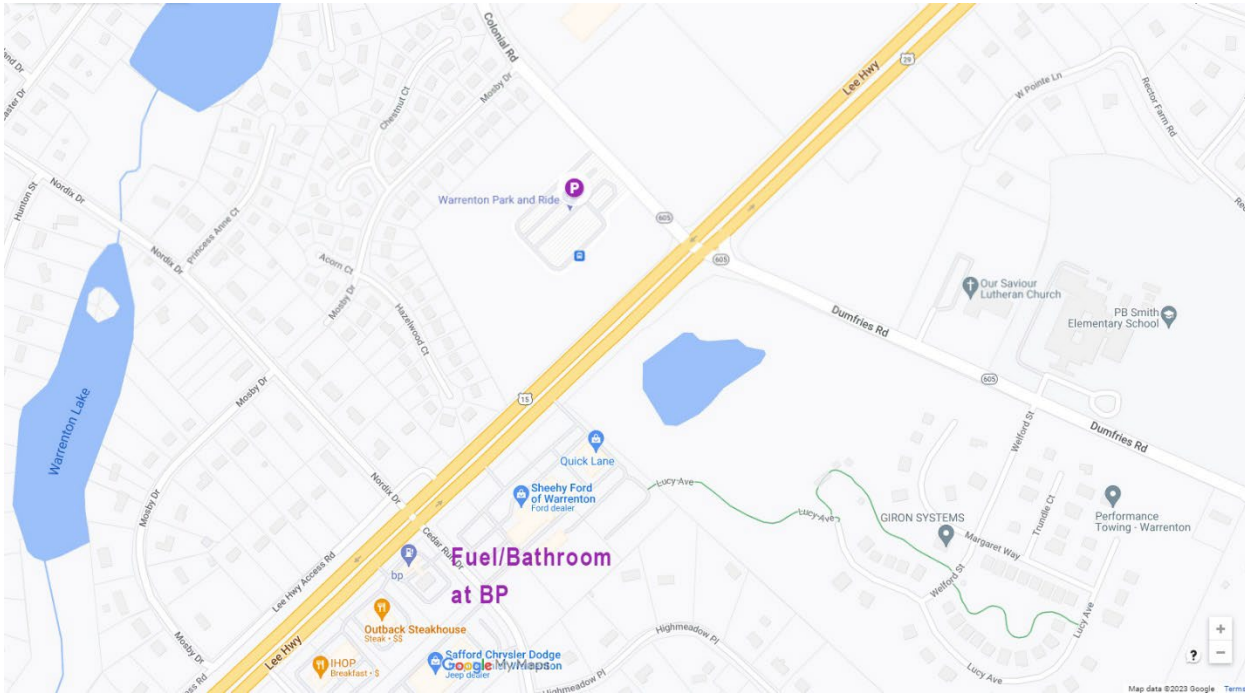 Colonial Rd
Mosby Dr
Chestnut Ct
Lee Hwy
29
W Pointe Ln
Rector Farm Rd
Hunton St
Nordix Dr
Princess Anne Ct
Nordix Dr
P
Warrenton Park and Ride
605
605
Acorn Ct
Mosby Dr
Hazelwood Ct
Our Saviour
Lutheran Church
PB Smith
Elementary School
Dumfries Rd
605
Warrenton Lake
Mosby Dr
15
Welford St
Dumfries Rd
Quick Lane
Nordix Dr
Sheehy Ford
of Warrenton
Ford dealer
Lucy Ave
Lucy Ave
GIRON SYSTEMS
Trundle Ct
Performance
Towing - Warrenton
Margaret Way
Mosby Dr
Lee Hwy Access Rd
bp
Fuel/Bathroom
at BP
Welford St
Lucy Ave
Outback Steakhouse
Steak • $$
Highmeadow Pl
Lee Hwy
Mosby Dr
IHOP
Breakfast • $
Safford Chrysler Dodge
Jeep dealer
Google My Maps
Highmeadow Pl
Lucy Ave
+
−
?
Map data ©2023 Google
Terms